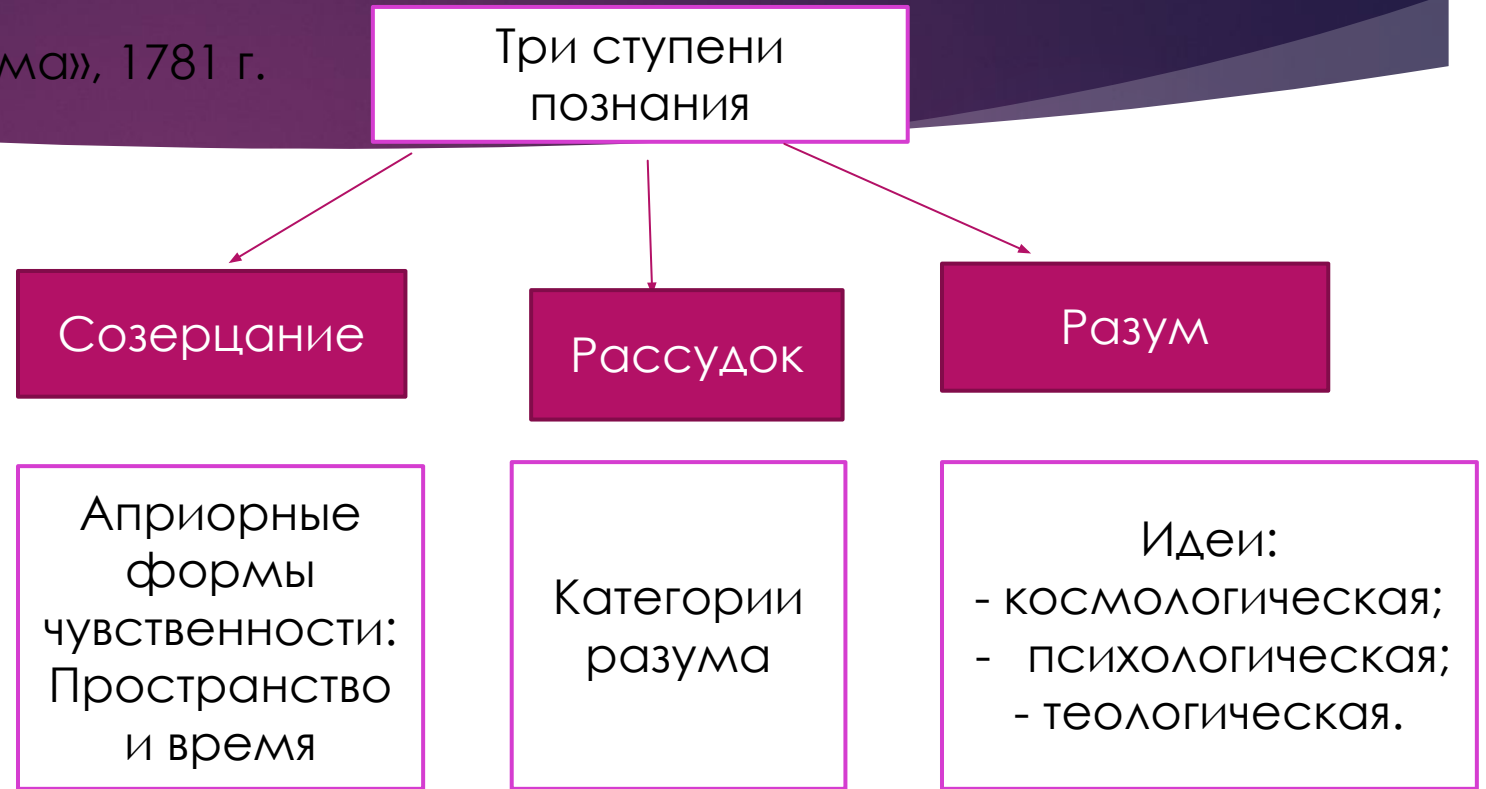 ма», 1781 г.
Три ступени
познания
Созерцание
Рассудок
Разум
Априорные
формы
чувственности:
Пространство
и время
Категории
разума
Идеи:
- космологическая;
- психологическая;
- теологическая.